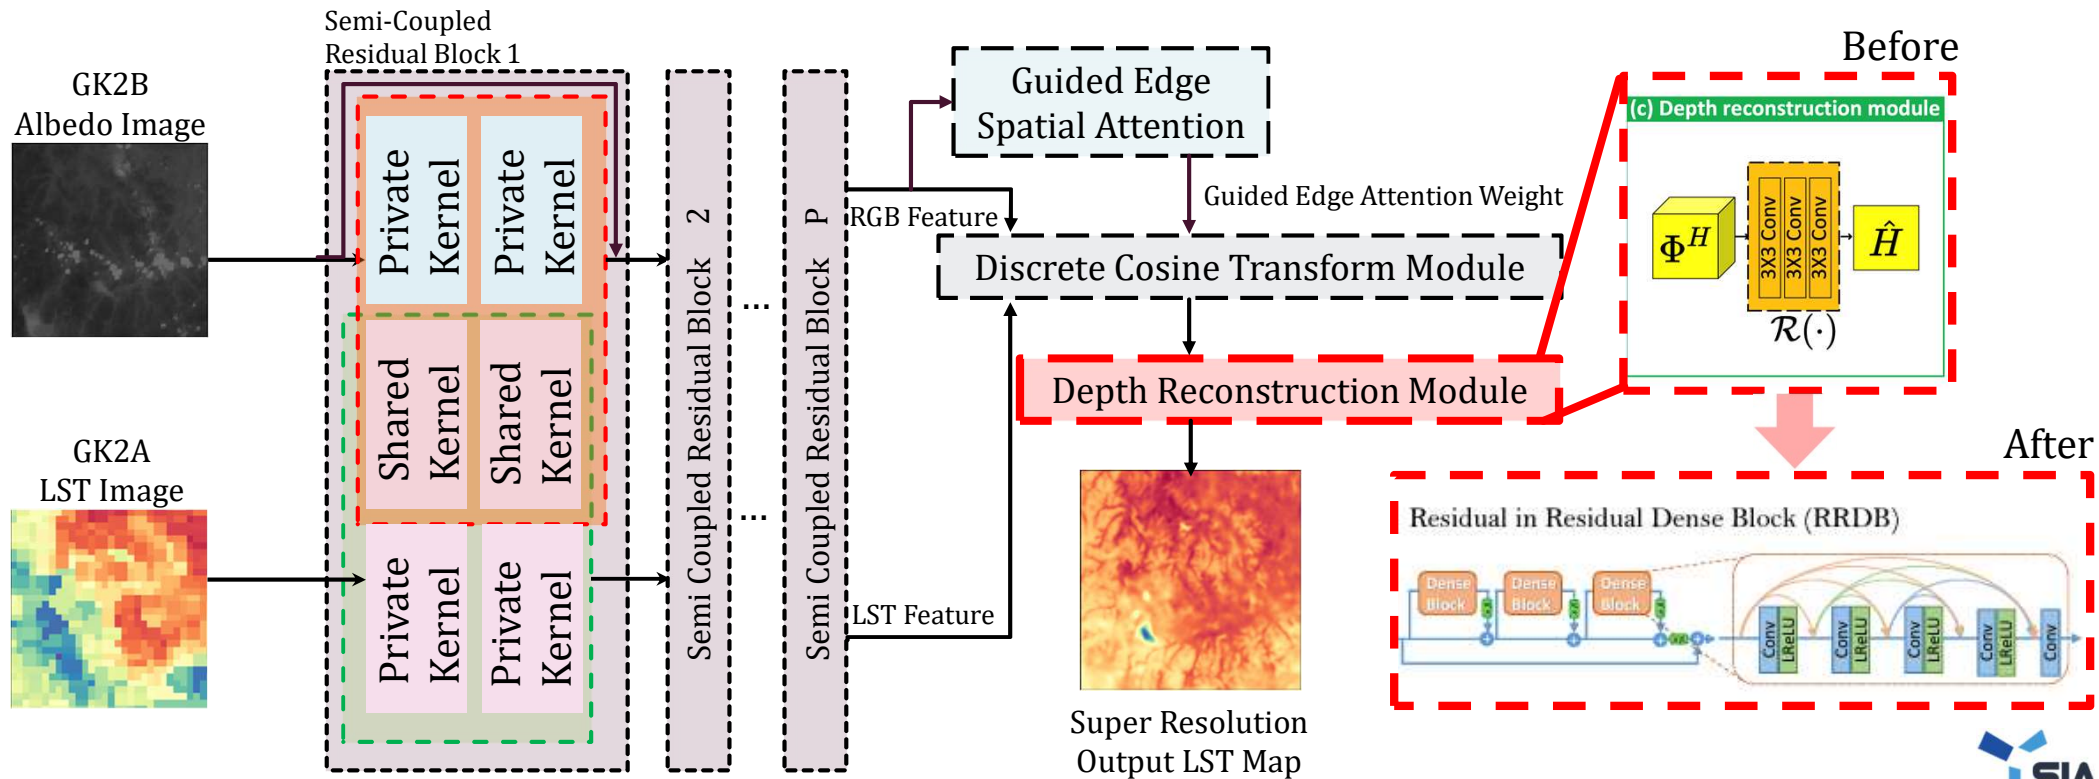 Semi-Coupled
Residual Block 1
GK2B
Albedo Image
Private
Kernel
Private
Kernel
Shared
Kernel
Shared
Kernel
GK2A
LST Image
Private
Kernel
Private
Kernel
Semi Coupled Residual Block 2
...
...
Semi Coupled Residual Block P
Guided Edge
Spatial Attention
RGB Feature
Guided Edge Attention Weight
Discrete Cosine Transform Module
Depth Reconstruction Module
LST Feature
Super Resolution
Output LST Map
Before
(c) Depth reconstruction module
Φ^H
3X3 Conv
3X3 Conv
3X3 Conv
Ĥ
R(·)
After
Residual in Residual Dense Block (RRDB)
Dense
Block
Dense
Block
Dense
Block
Conv
LReLU
Conv
LReLU
Conv
LReLU
Conv
LReLU
Conv
SIA